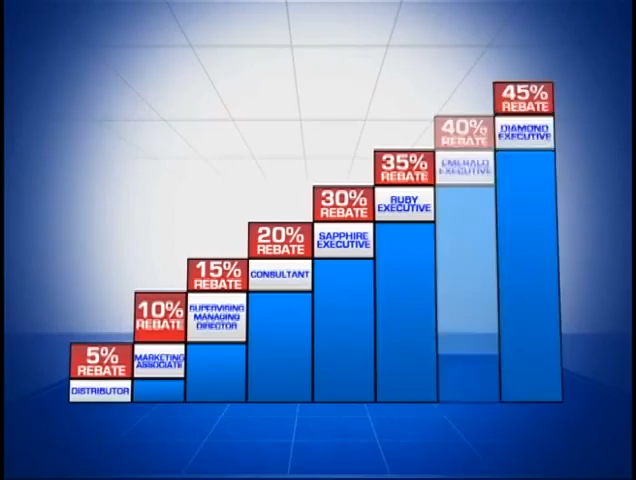 45%
REBATE
DIAMOND
EXECUTIVE
40%
REBATE
EMERALD
EXECUTIVE
35%
REBATE
RUBY
EXECUTIVE
30%
REBATE
SAPPHIRE
EXECUTIVE
20%
REBATE
CONSULTANT
15%
REBATE
SUPERVISING
MANAGING
DIRECTOR
10%
REBATE
MARKETING
ASSOCIATE
5%
REBATE
DISTRIBUTOR